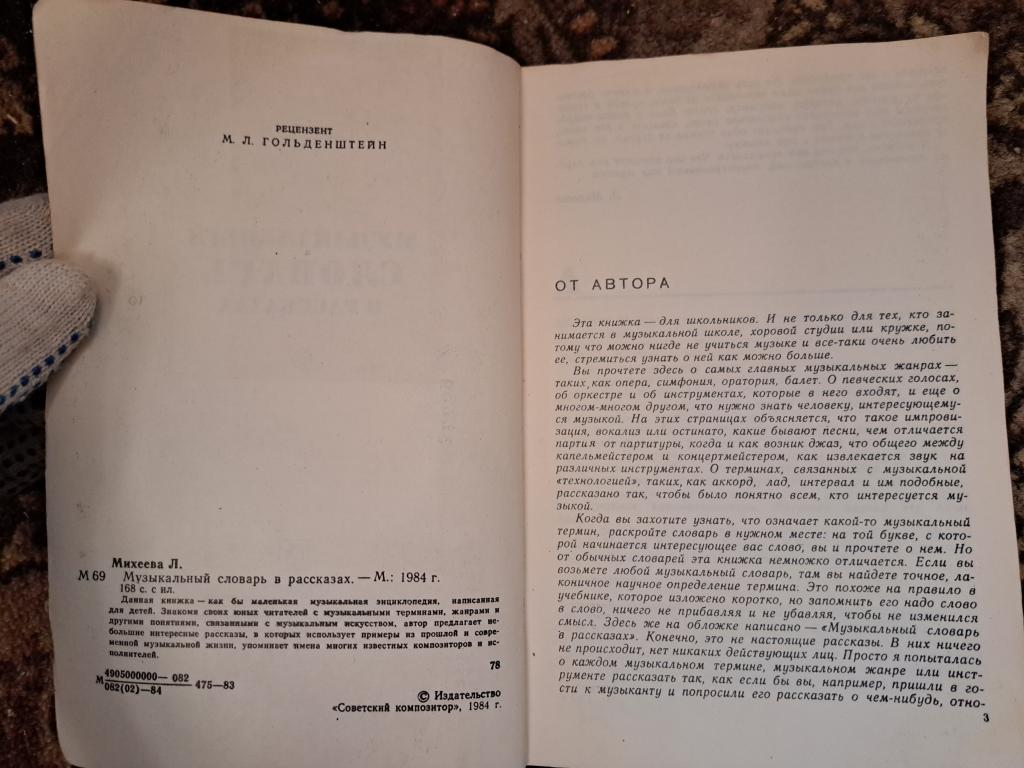 РЕЦЕНЗЕНТ
М. Л. ГОЛЬДЕНШТЕЙН
Михеева Л.
М 69 Музыкальный словарь в рассказах. — М.: 1984 г.
168 с. с ил.
Данная книжка — как бы маленькая музыкальная энциклопедия, написанная
для детей. Знакомя своих юных читателей с музыкальными терминами, жанрами и
другими понятиями, связанными с музыкальным искусством, автор предлагает не-
большие интересные рассказы, в которых использует примеры из прошлой и совре-
менной музыкальной жизни, упоминает имена многих известных композиторов и ис-
полнителей.
78
М 4905000000—082
082(02)—84 475—83
© Издательство
«Советский композитор», 1984 г.
ОТ АВТОРА
Эта книжка — для школьников. И не только для тех, кто за-
нимается в музыкальной школе, хоровой студии или кружке, по-
тому что можно нигде не учиться музыке и все-таки очень любить
ее, стремиться узнать о ней как можно больше.
Вы прочтете здесь о самых главных музыкальных жанрах —
таких, как опера, симфония, оратория, балет. О певческих голосах,
об оркестре и об инструментах, которые в него входят, и еще о
многом-многом другом, что нужно знать человеку, интересующему-
ся музыкой. На этих страницах объясняется, что такое импрови-
зация, вокализ или остинато, какие бывают песни, чем отличается
партия от партитуры, когда и как возник джаз, что общего между
капельмейстером и концертмейстером, как извлекается звук на
различных инструментах. О терминах, связанных с музыкальной
«технологией», таких, как аккорд, лад, интервал и им подобные,
рассказано так, чтобы было понятно всем, кто интересуется му-
зыкой.
Когда вы захотите узнать, что означает какой-то музыкальный
термин, раскройте словарь в нужном месте: на той букве, с кото-
рой начинается интересующее вас слово, вы и прочтете о нем. Но
от обычных словарей эта книжка немножко отличается. Если вы
возьмете любой музыкальный словарь, там вы найдете точное, ла-
коничное научное определение термина. Это похоже на правило в
учебнике, которое изложено коротко, но запомнить его надо слово
в слово, ничего не прибавляя и не убавляя, чтобы не изменился
смысл. Здесь же на обложке написано — «Музыкальный словарь
в рассказах». Конечно, это не настоящие рассказы. В них ничего
не происходит, нет никаких действующих лиц. Просто я попыталась
о каждом музыкальном термине, музыкальном жанре или инст-
рументе рассказать так, как если бы вы, например, пришли в го-
сти к музыканту и попросили его рассказать о чем-нибудь, отно-
3